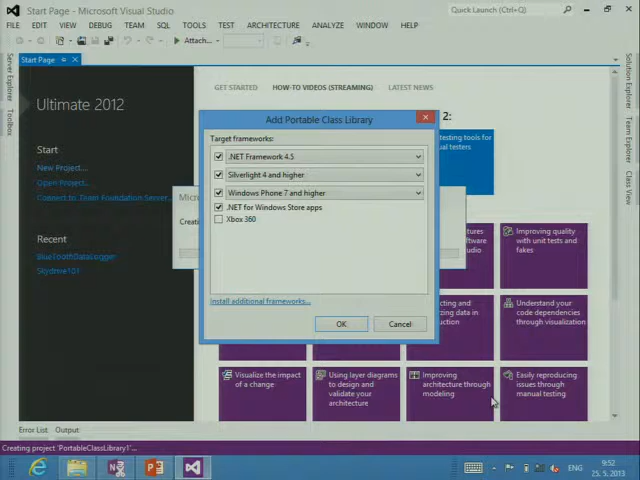 Start Page - Microsoft Visual Studio
Quick Launch (Ctrl+Q)
FILE EDIT VIEW DEBUG TEAM SQL TOOLS TEST ARCHITECTURE ANALYZE WINDOW HELP
Attach...
Start Page
Server Explorer
Toolbox
Solution Explorer
Team Explorer
Class View
Ultimate 2012
GET STARTED HOW-TO VIDEOS (STREAMING) LATEST NEWS
2:
Start
New Project...
Open Project...
Connect to Team Foundation Server...
Recent
BlueToothDataLogger
Skydrive101
Add Portable Class Library
Target frameworks:
.NET Framework 4.5
Silverlight 4 and higher
Windows Phone 7 and higher
.NET for Windows Store apps
Xbox 360
Install additional frameworks...
OK
Cancel
testing tools for
Improving quality
with unit tests and
fakes
Understand your
code dependencies
through visualization
Visualize the impact
of a change
Using layer diagrams
to design and
validate your
architecture
Improving
architecture through
modeling
Easily reproducing
issues through
manual testing
Error List Output
Creating project 'PortableClassLibrary1'...
ENG
9:52
25. 5. 2013